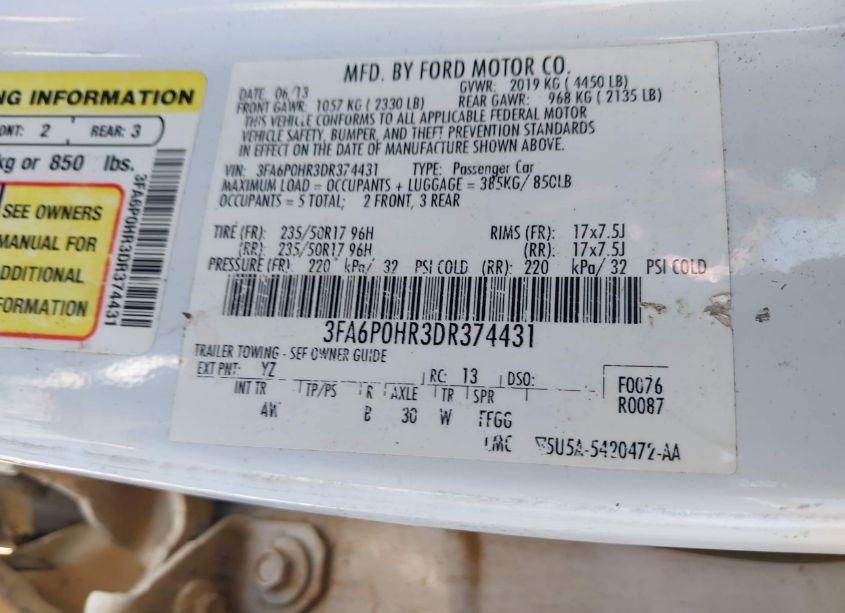 NG INFORMATION
ONT: 2 REAR: 3
kg or 850 lbs.
SEE OWNERS
MANUAL FOR
ADDITIONAL
FORMATION
3FA6P0HR3DR374431
MFD. BY FORD MOTOR CO.
DATE: 06/13 GVWR: 2019 KG ( 4450 LB)
FRONT GAWR: 1057 KG ( 2330 LB) REAR GAWR: 968 KG ( 2135 LB)
THIS VEHICLE CONFORMS TO ALL APPLICABLE FEDERAL MOTOR
VEHICLE SAFETY, BUMPER, AND THEFT PREVENTION STANDARDS
IN EFFECT ON THE DATE OF MANUFACTURE SHOWN ABOVE.
VIN: 3FA6P0HR3DR374431 TYPE: Passenger Car
MAXIMUM LOAD = OCCUPANTS + LUGGAGE = 385KG/ 850LB
OCCUPANTS = 5 TOTAL; 2 FRONT, 3 REAR
TIRE (FR): 235/50R17 96H RIMS (FR): 17x7.5J
(RR): 235/50R17 96H (RR): 17x7.5J
PRESSURE (FR): 220 kPa/ 32 PSI COLD (RR): 220 kPa/ 32 PSI COLD
3FA6P0HR3DR374431
TRAILER TOWING - SEE OWNER GUIDE
EXT PNT: YZ RC: 13 DSO: F0076
INT TR TP/PS R AXLE TR SPR R0087
4W B 30 W FFGG
5U5A-5420472-AA